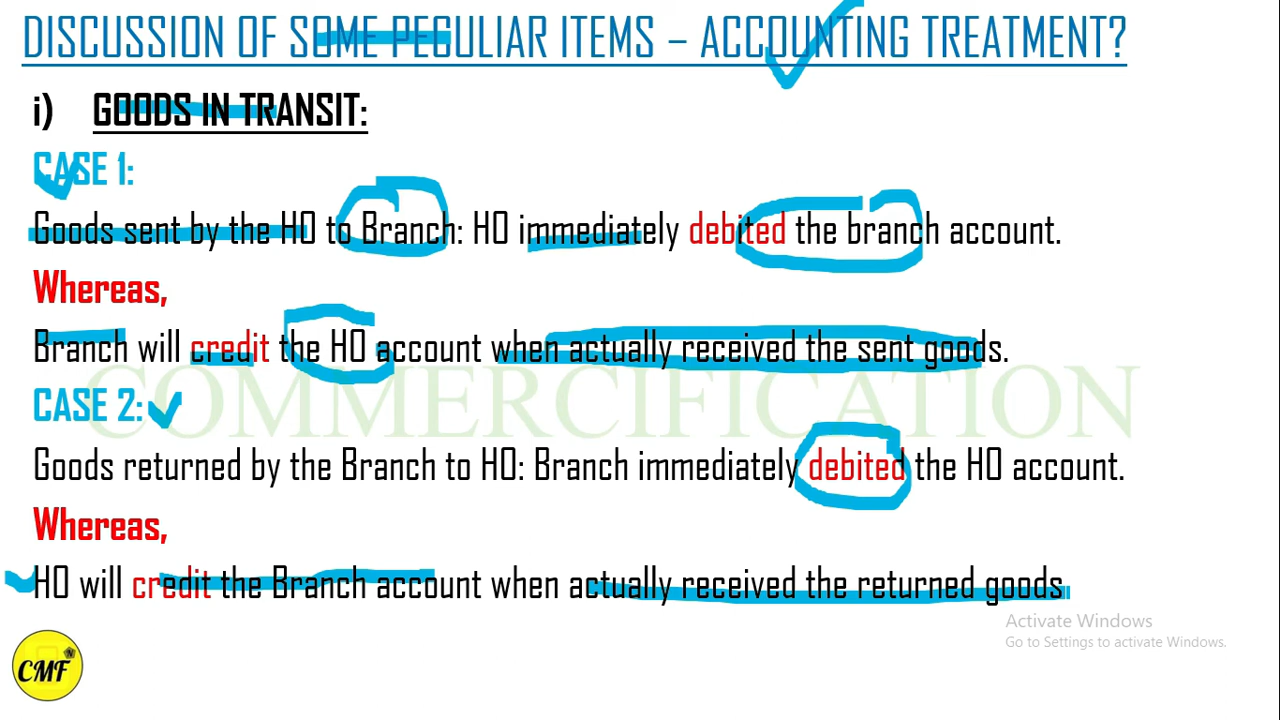 DISCUSSION OF SOME PECULIAR ITEMS – ACCOUNTING TREATMENT?
i) GOODS IN TRANSIT:
CASE 1:
Goods sent by the HO to Branch: HO immediately debited the branch account.
Whereas,
Branch will credit the HO account when actually received the sent goods.
COMMERCIFICATION
CASE 2:
Goods returned by the Branch to HO: Branch immediately debited the HO account.
Whereas,
HO will credit the Branch account when actually received the returned goods
Activate Windows
Go to Settings to activate Windows.
CMF